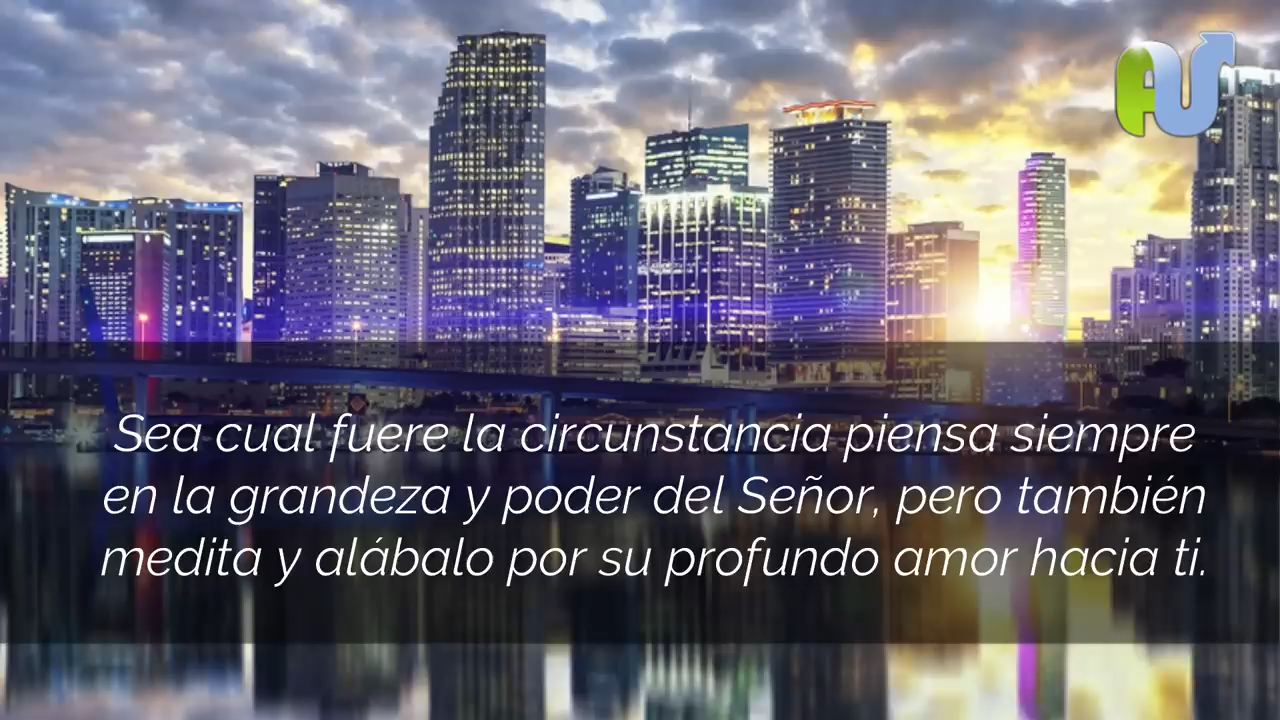 Sea cual fuere la circunstancia piensa siempre
en la grandeza y poder del Señor, pero también
medita y alábalo por su profundo amor hacia ti.